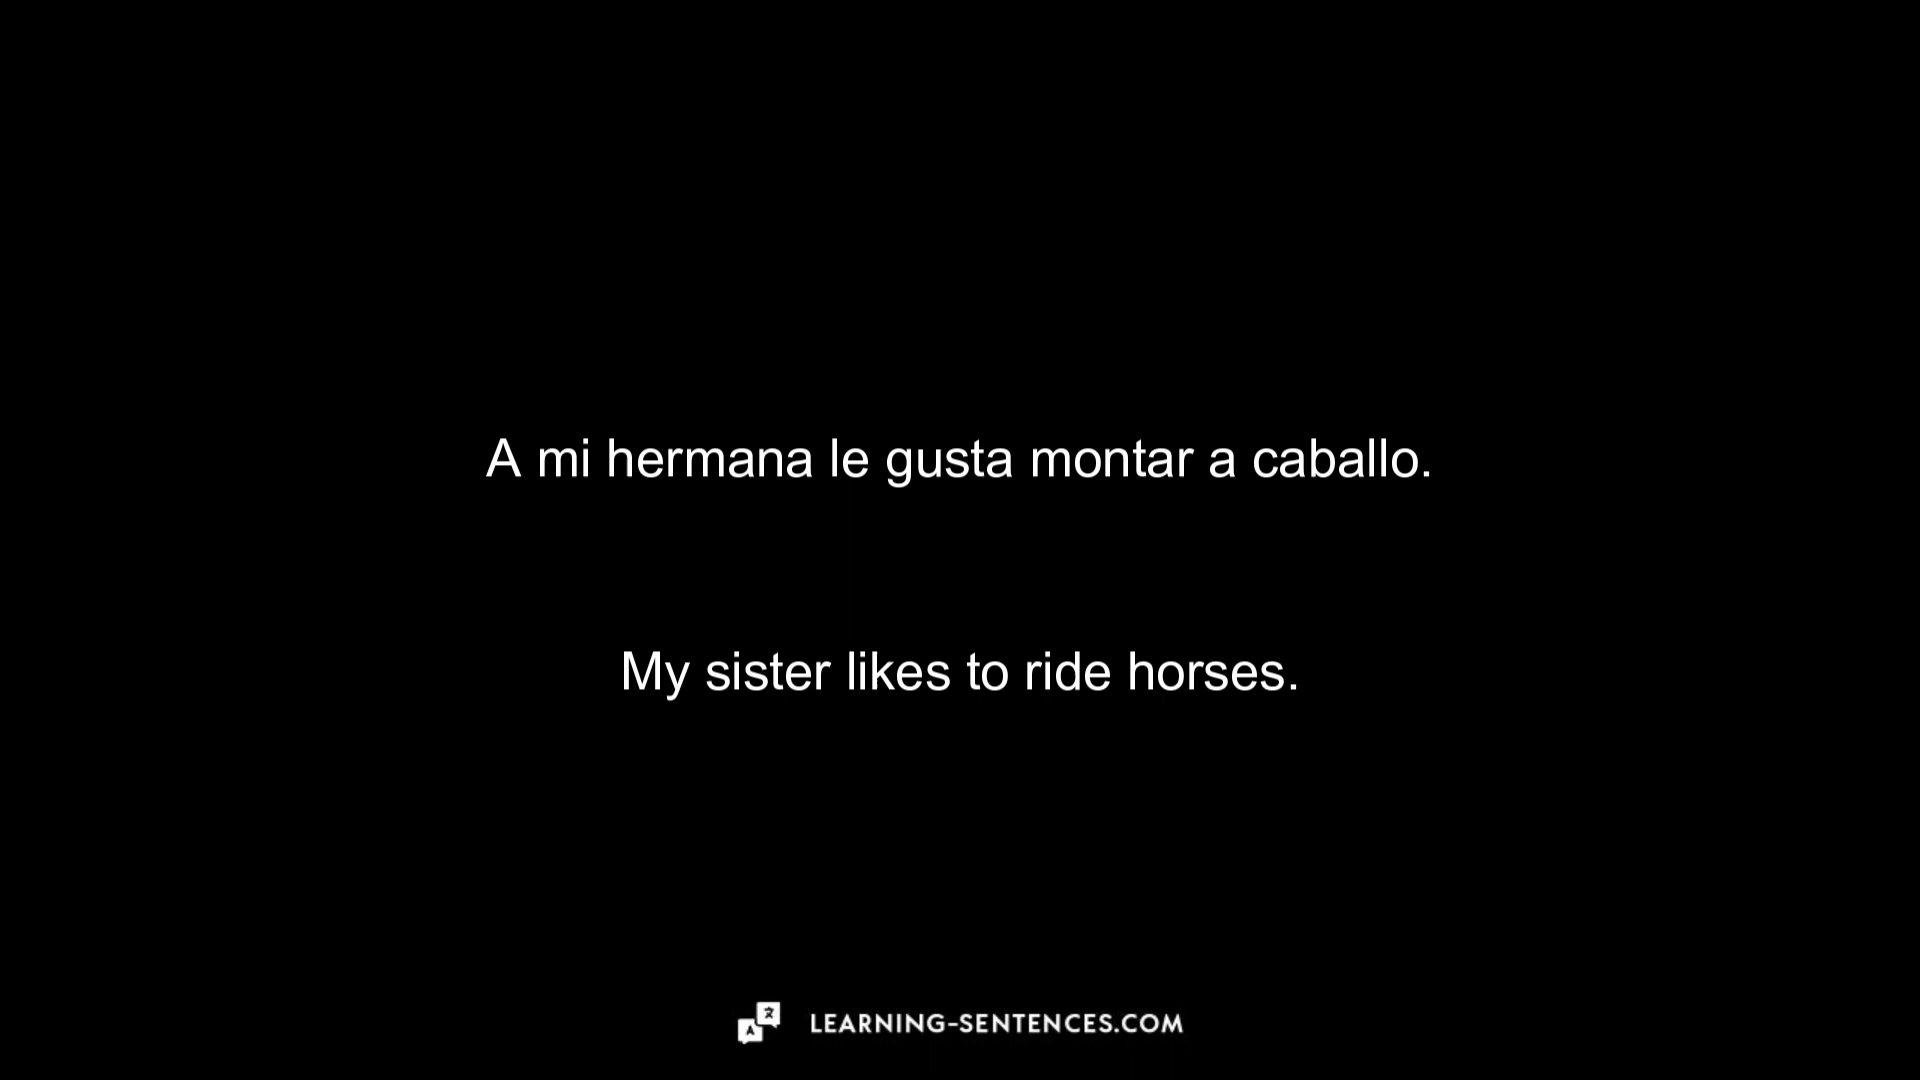 A mi hermana le gusta montar a caballo.
My sister likes to ride horses.
LEARNING-SENTENCES.COM